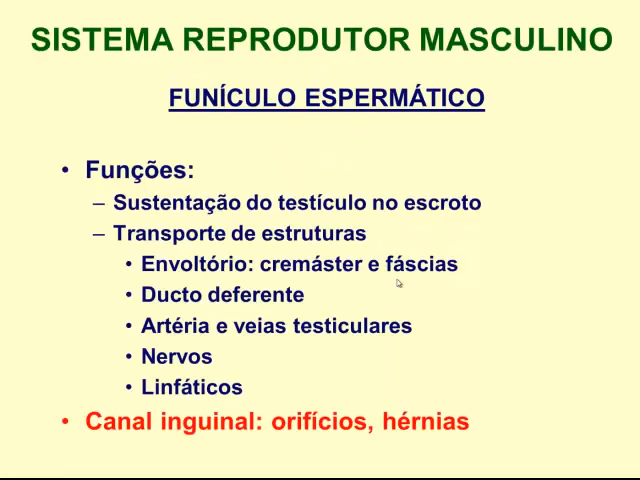 SISTEMA REPRODUTOR MASCULINO
FUNÍCULO ESPERMÁTICO
• Funções:
– Sustentação do testículo no escroto
– Transporte de estruturas
• Envoltório: cremáster e fáscias
• Ducto deferente
• Artéria e veias testiculares
• Nervos
• Linfáticos
• Canal inguinal: orifícios, hérnias